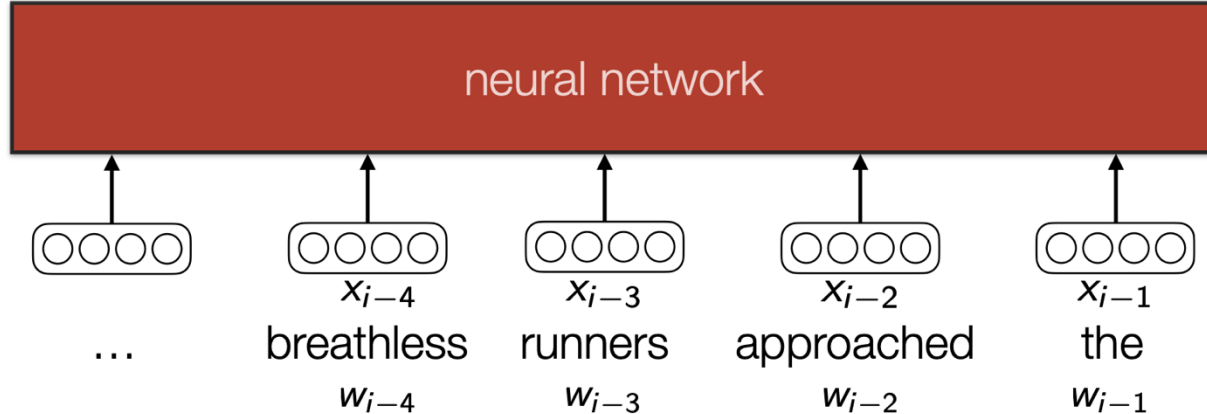 neural network
x_{i−4} x_{i−3} x_{i−2} x_{i−1}
... breathless runners approached the
w_{i−4} w_{i−3} w_{i−2} w_{i−1}